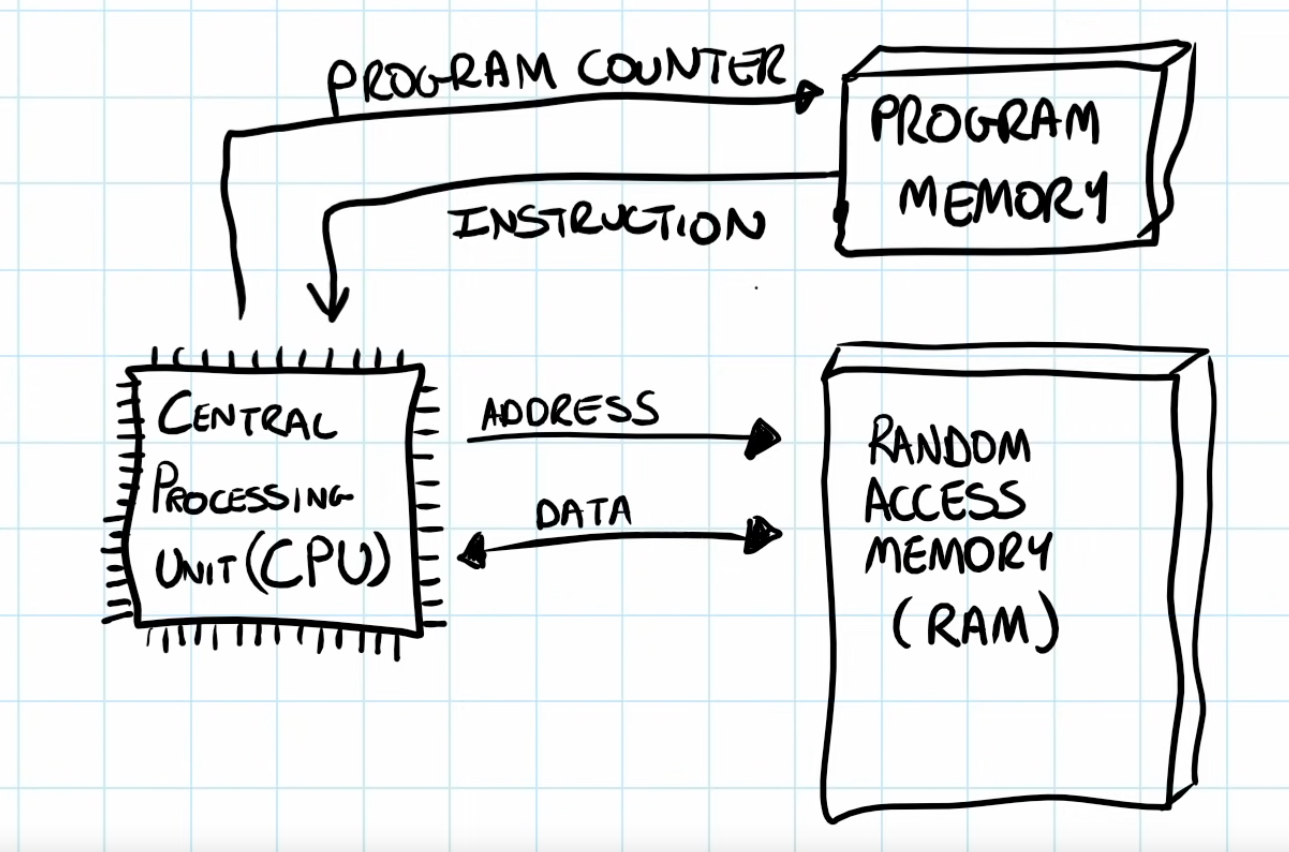 PROGRAM COUNTER
PROGRAM
MEMORY
INSTRUCTION
CENTRAL
PROCESSING
UNIT (CPU)
ADDRESS
DATA
RANDOM
ACCESS
MEMORY
(RAM)